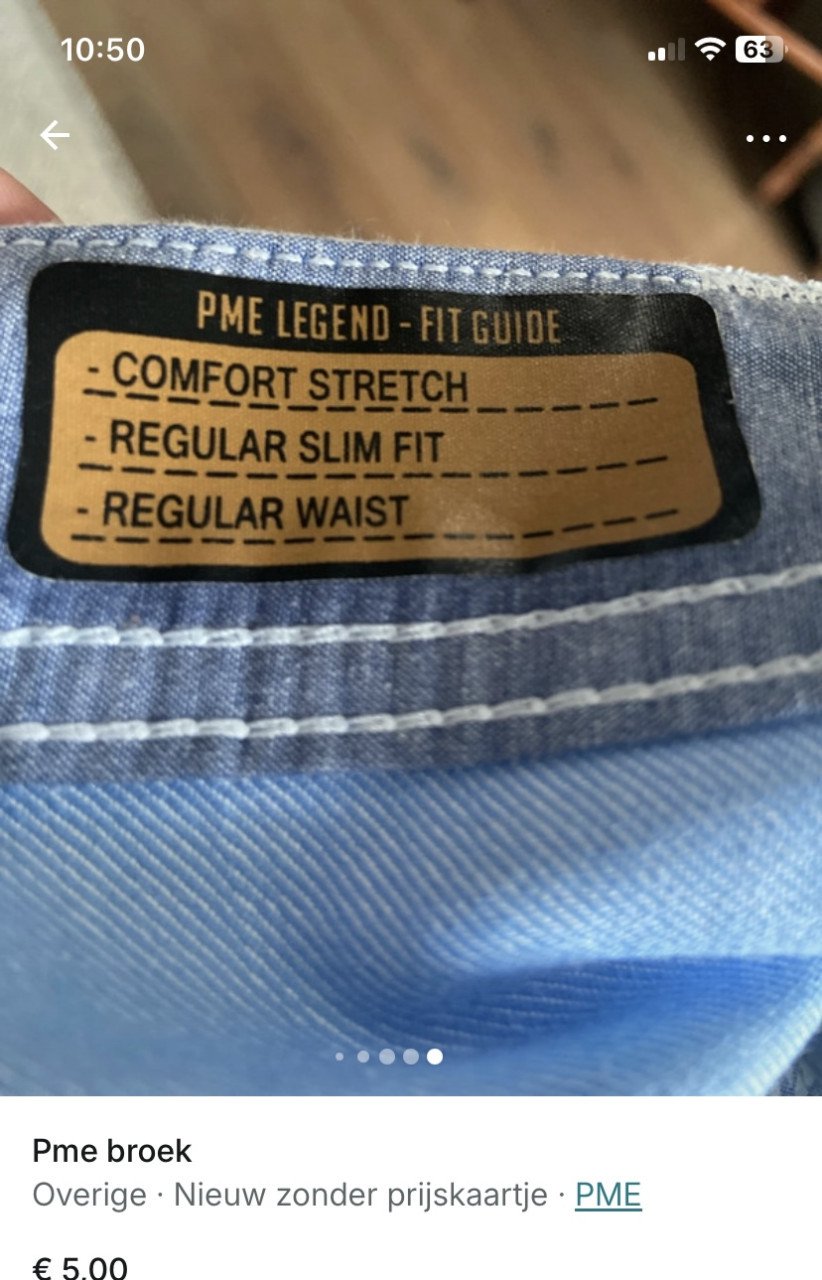 10:50
63
PME LEGEND - FIT GUIDE
- COMFORT STRETCH
- REGULAR SLIM FIT
- REGULAR WAIST
Pme broek
Overige · Nieuw zonder prijskaartje · PME
€ 5,00